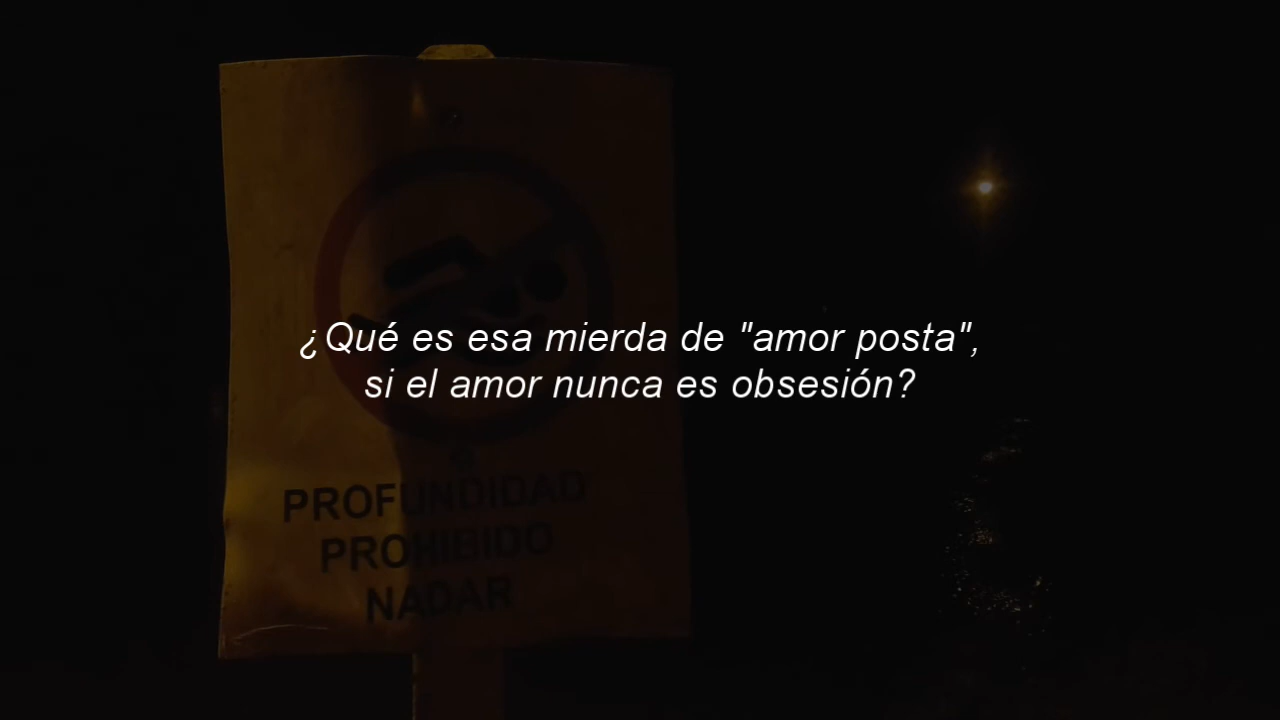 ¿Qué es esa mierda de "amor posta",
si el amor nunca es obsesión?
PROFUNDIDAD
PROHIBIDO
NADAR